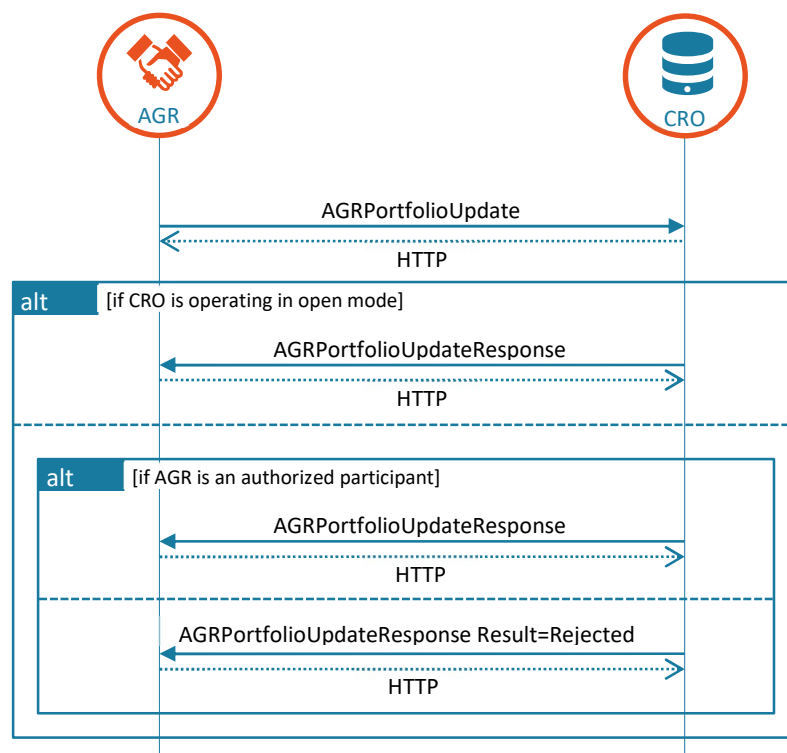 AGR
CRO
AGRPortfolioUpdate
HTTP
alt
[if CRO is operating in open mode]
AGRPortfolioUpdateResponse
HTTP
alt
[if AGR is an authorized participant]
AGRPortfolioUpdateResponse
HTTP
AGRPortfolioUpdateResponse Result=Rejected
HTTP